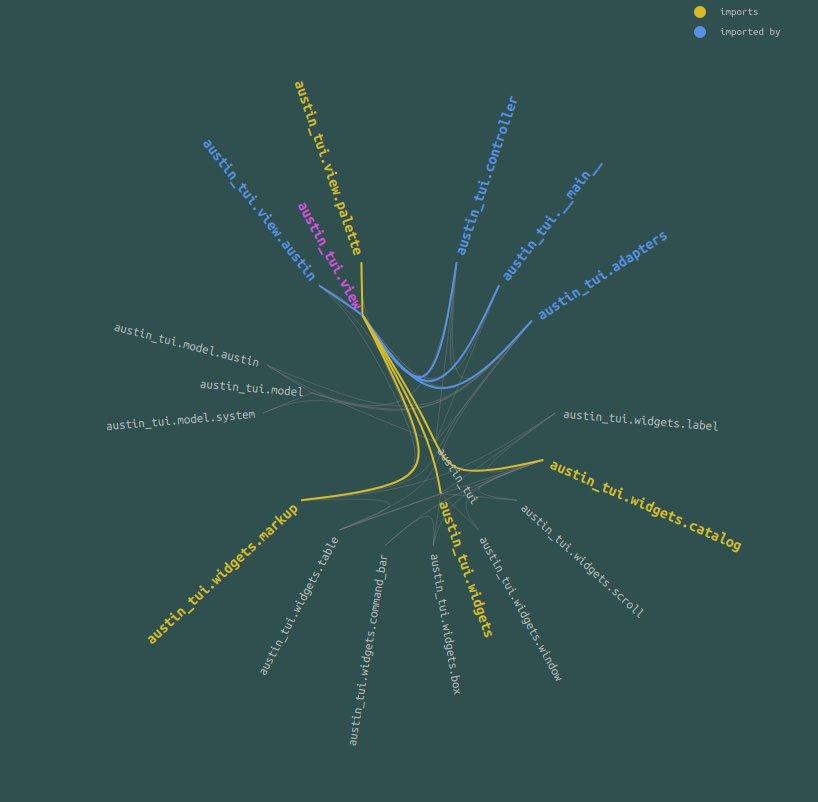 imports
imported by
austin_tui.view.palette
austin_tui.controller
austin_tui.view.austin
austin_tui.__main__
austin_tui.view
austin_tui.adapters
austin_tui.model.austin
austin_tui.model
austin_tui.model.system
austin_tui.widgets.label
austin_tui
austin_tui.widgets.catalog
austin_tui.widgets.markup
austin_tui.widgets.scroll
austin_tui.widgets
austin_tui.widgets.table
austin_tui.widgets.window
austin_tui.widgets.command_bar
austin_tui.widgets.box